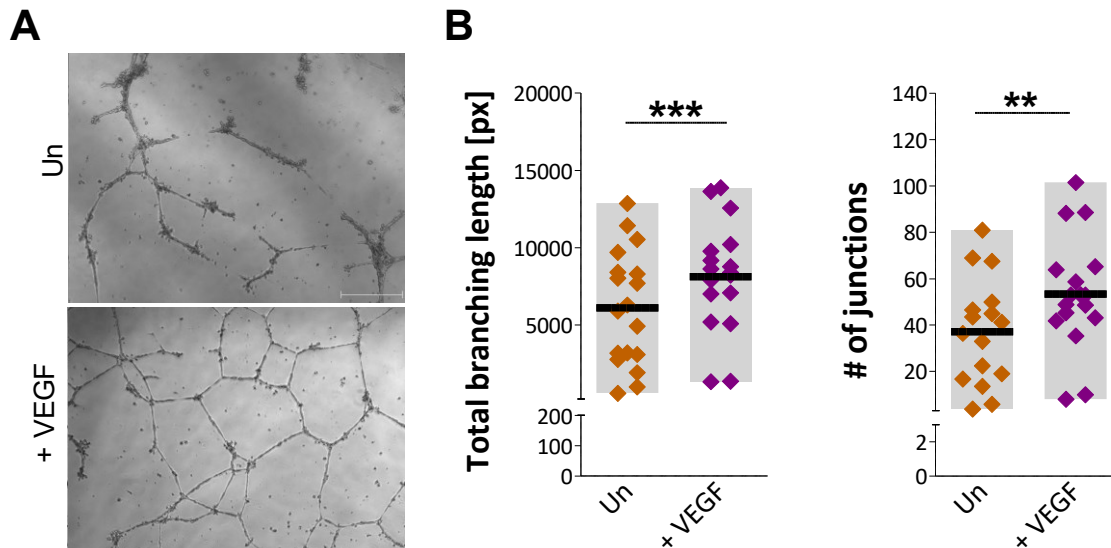 A
Un
+ VEGF
B
Total branching length [px]
20000
15000
10000
5000
200
100
0
***
Un
+ VEGF
# of junctions
140
120
100
80
60
40
20
2
0
**
Un
+ VEGF